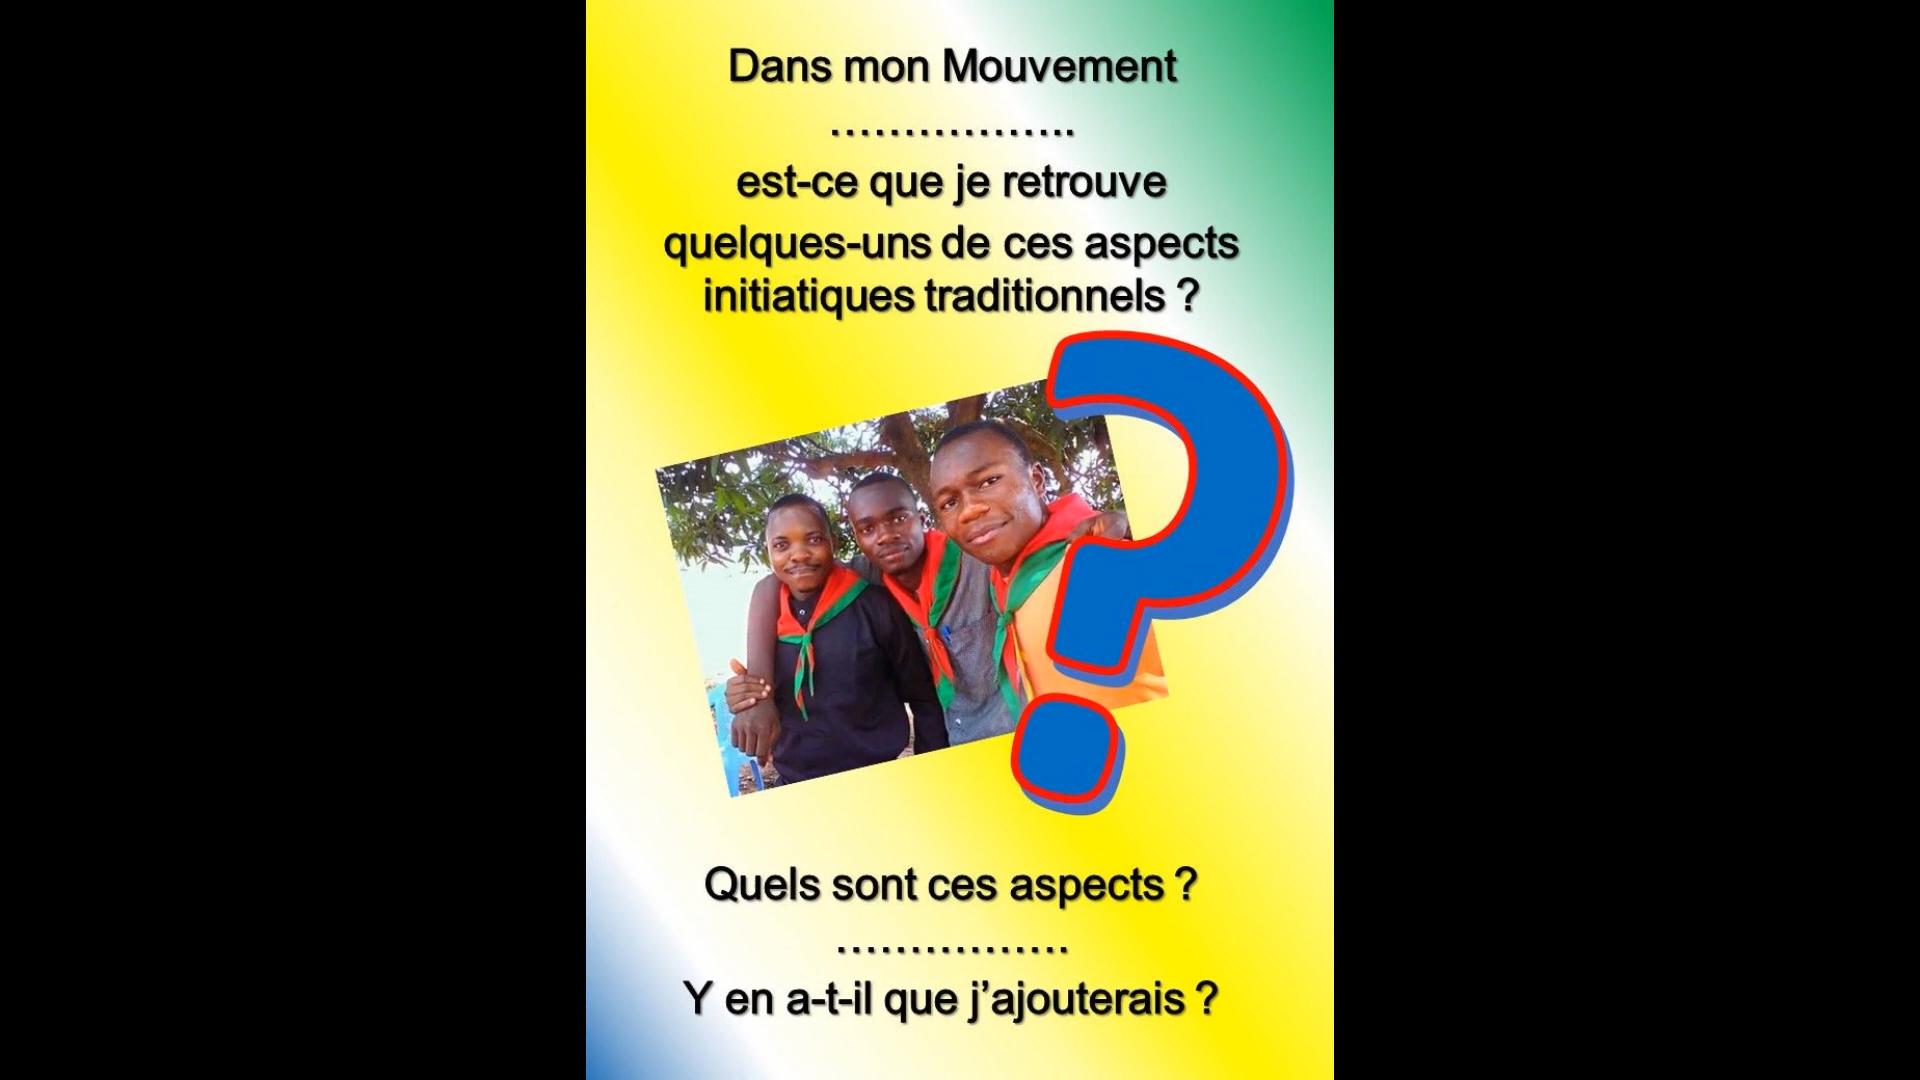 Dans mon Mouvement
……………..
est-ce que je retrouve
quelques-uns de ces aspects
initiatiques traditionnels ?
?
Quels sont ces aspects ?
…………….
Y en a-t-il que j’ajouterais ?